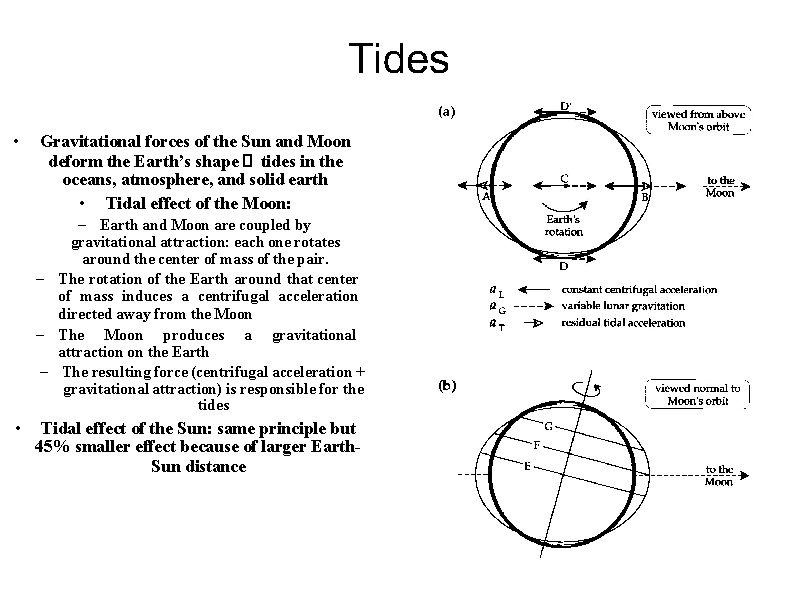 Tides
• Gravitational forces of the Sun and Moon
deform the Earth's shape tides in the
oceans, atmosphere, and solid earth
• Tidal effect of the Moon:
– Earth and Moon are coupled by
gravitational attraction: each one rotates
around the center of mass of the pair.
– The rotation of the Earth around that center
of mass induces a centrifugal acceleration
directed away from the Moon
– The Moon produces a gravitational
attraction on the Earth
– The resulting force (centrifugal acceleration +
gravitational attraction) is responsible for the
tides
• Tidal effect of the Sun: same principle but
45% smaller effect because of larger Earth-
Sun distance
(a)
D'
viewed from above
Moon's orbit
A
C
B
to the
Moon
Earth's
rotation
D
a L constant centrifugal acceleration
a G variable lunar gravitation
a T residual tidal acceleration
(b)
viewed normal to
Moon's orbit
G
F
E
to the
Moon